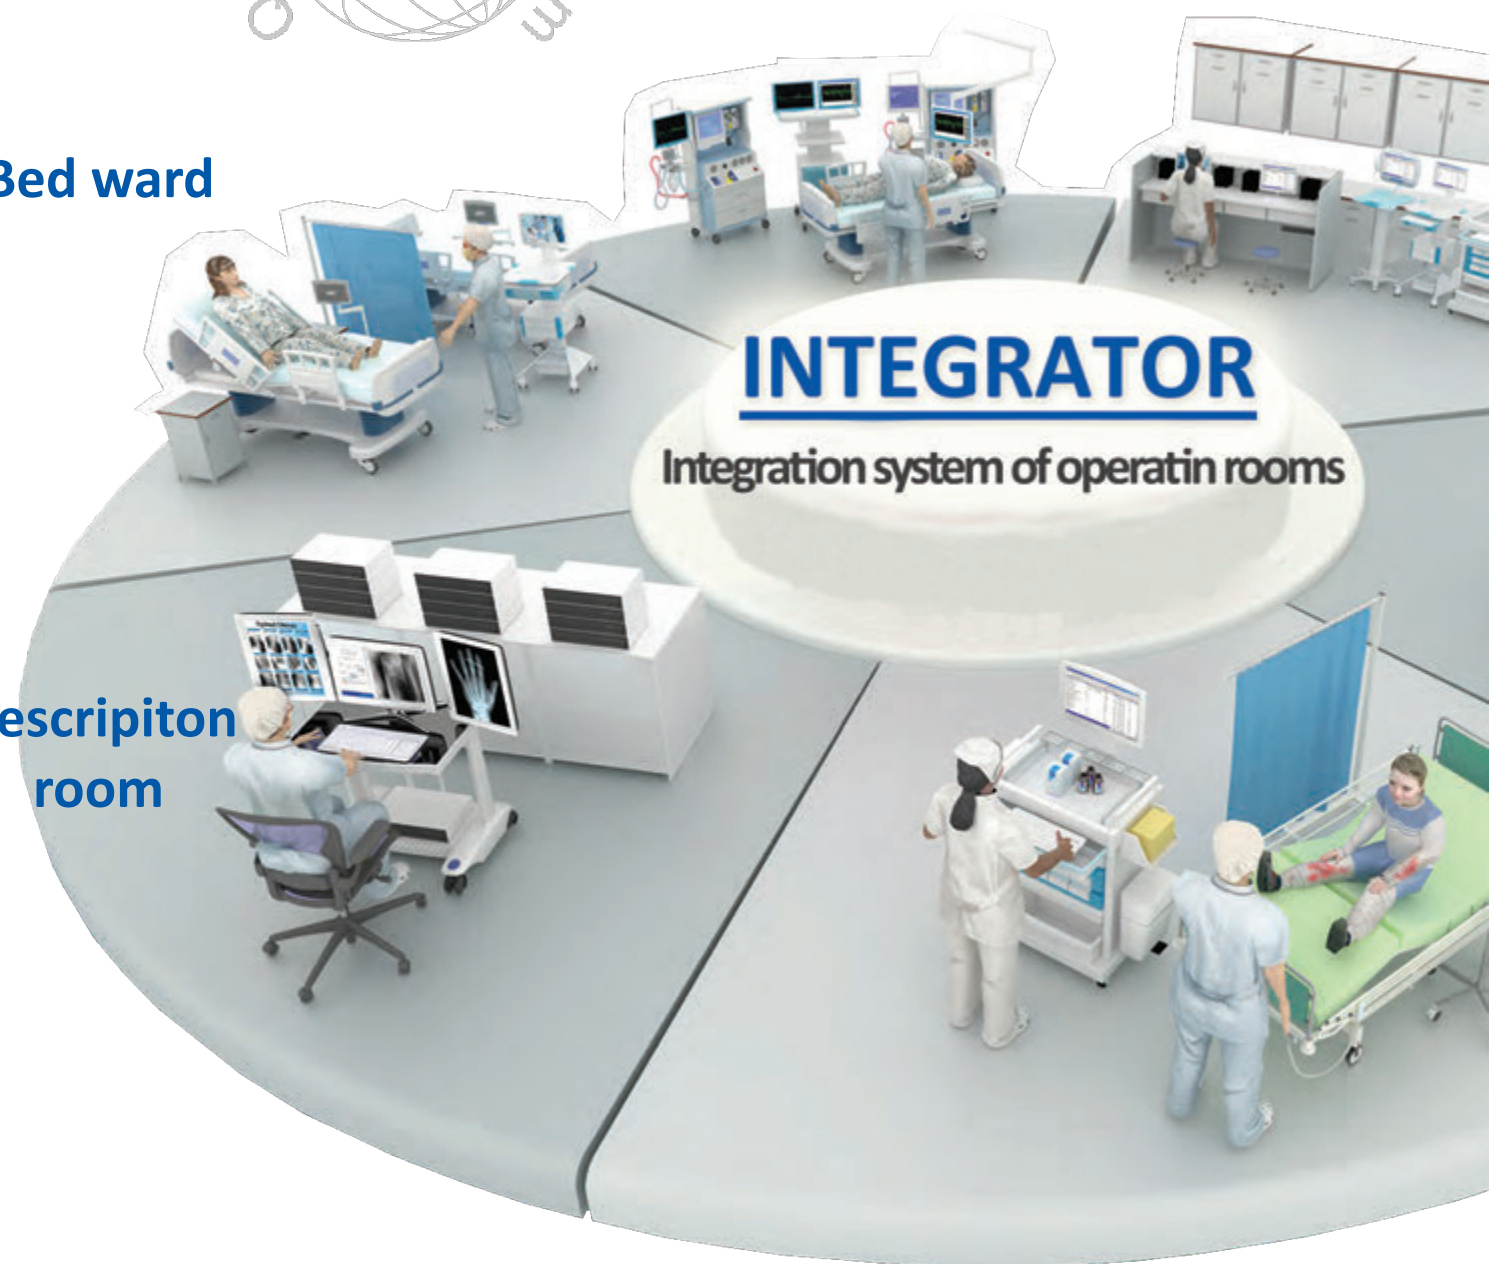 Bed ward
INTEGRATOR
Integration system of operatin rooms
escripiton
room